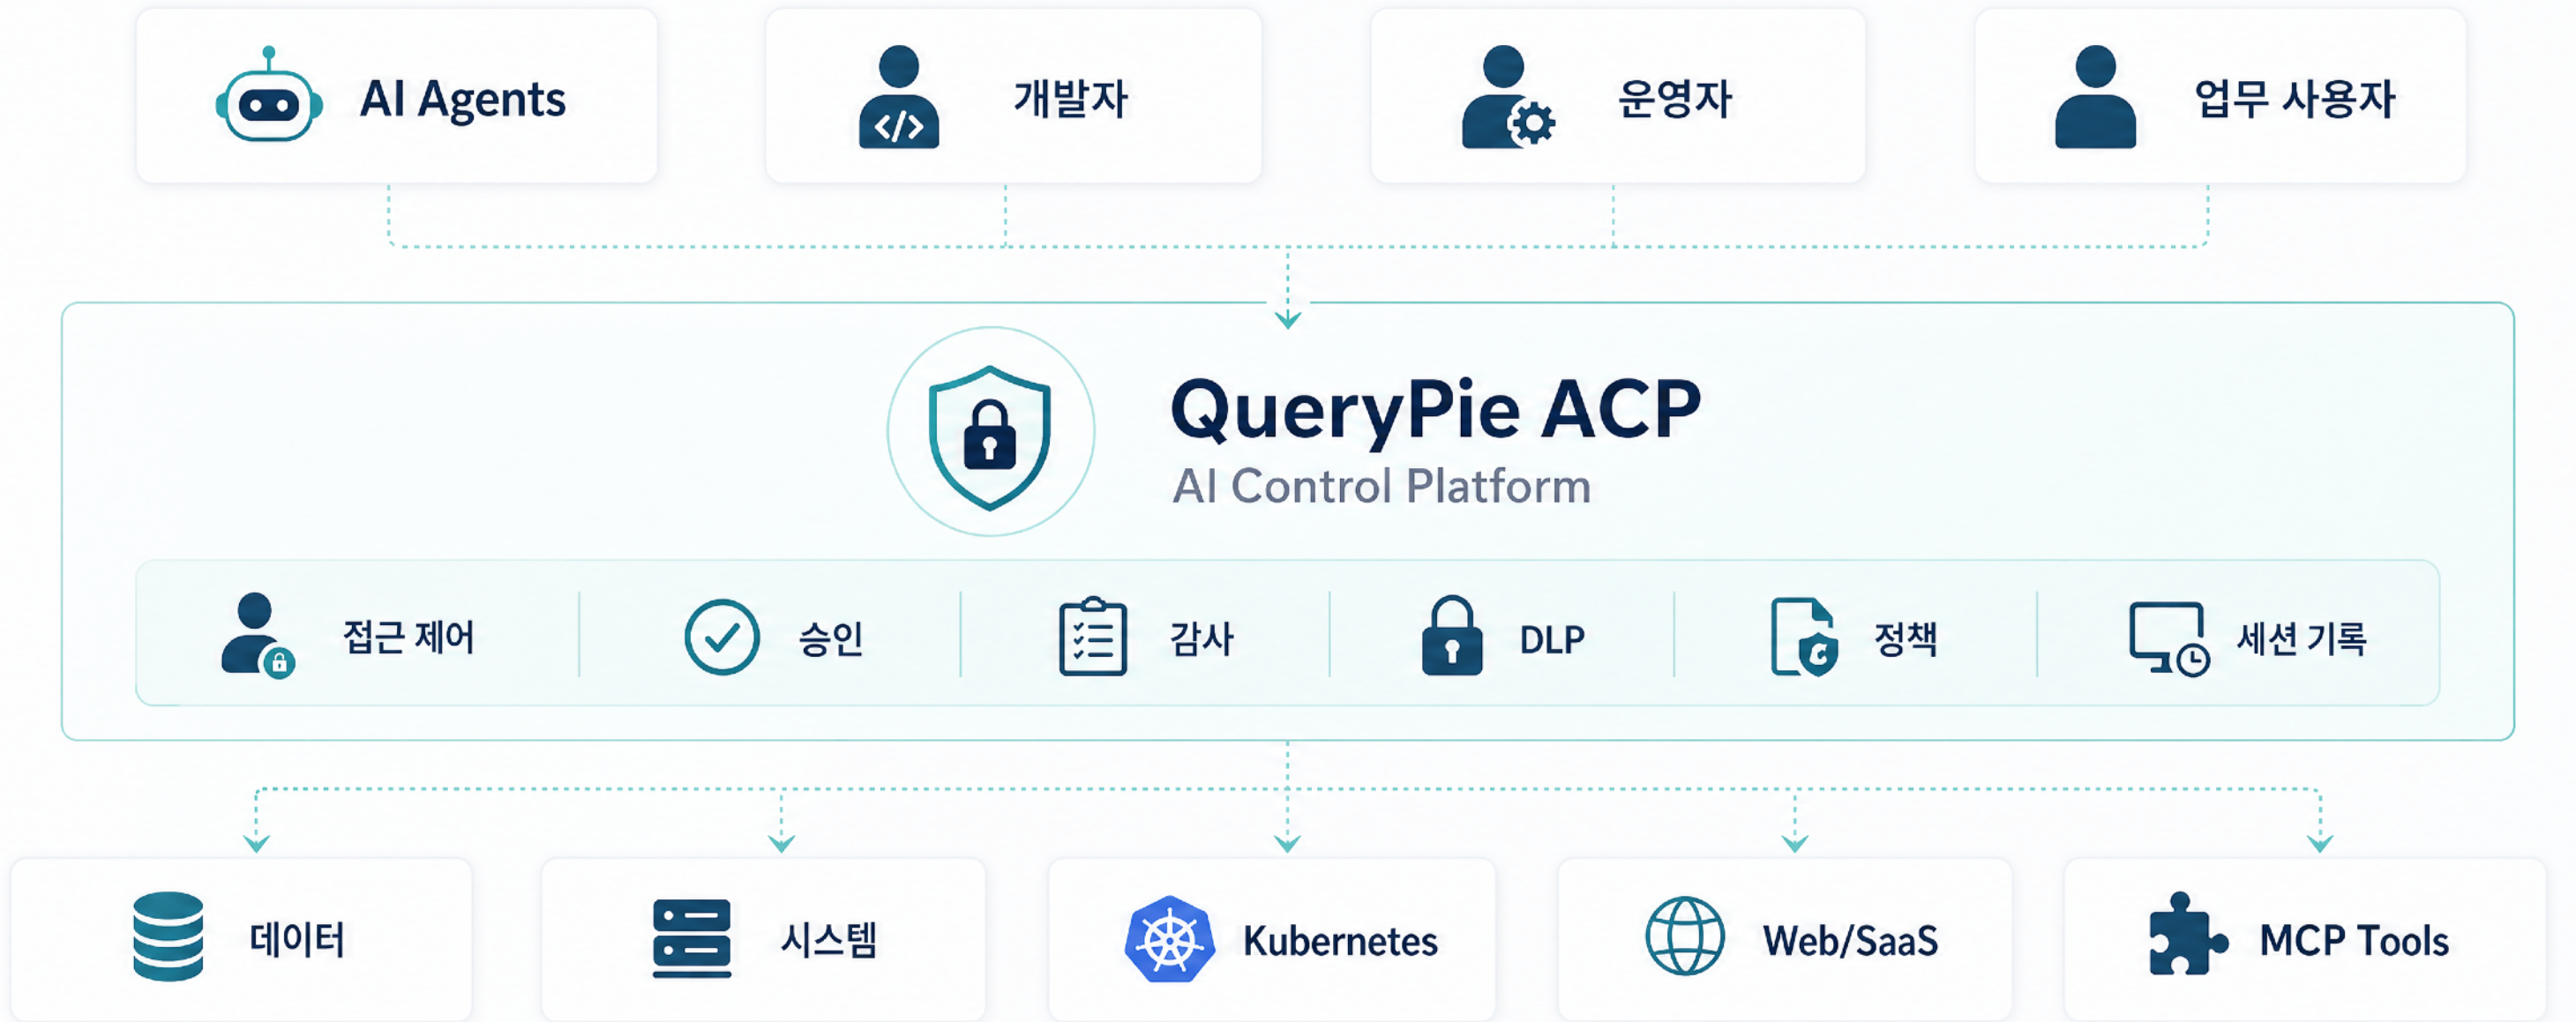 AI Agents
개발자
운영자
업무 사용자
QueryPie ACP
AI Control Platform
접근 제어
승인
감사
DLP
정책
세션 기록
데이터
시스템
Kubernetes
Web/SaaS
MCP Tools